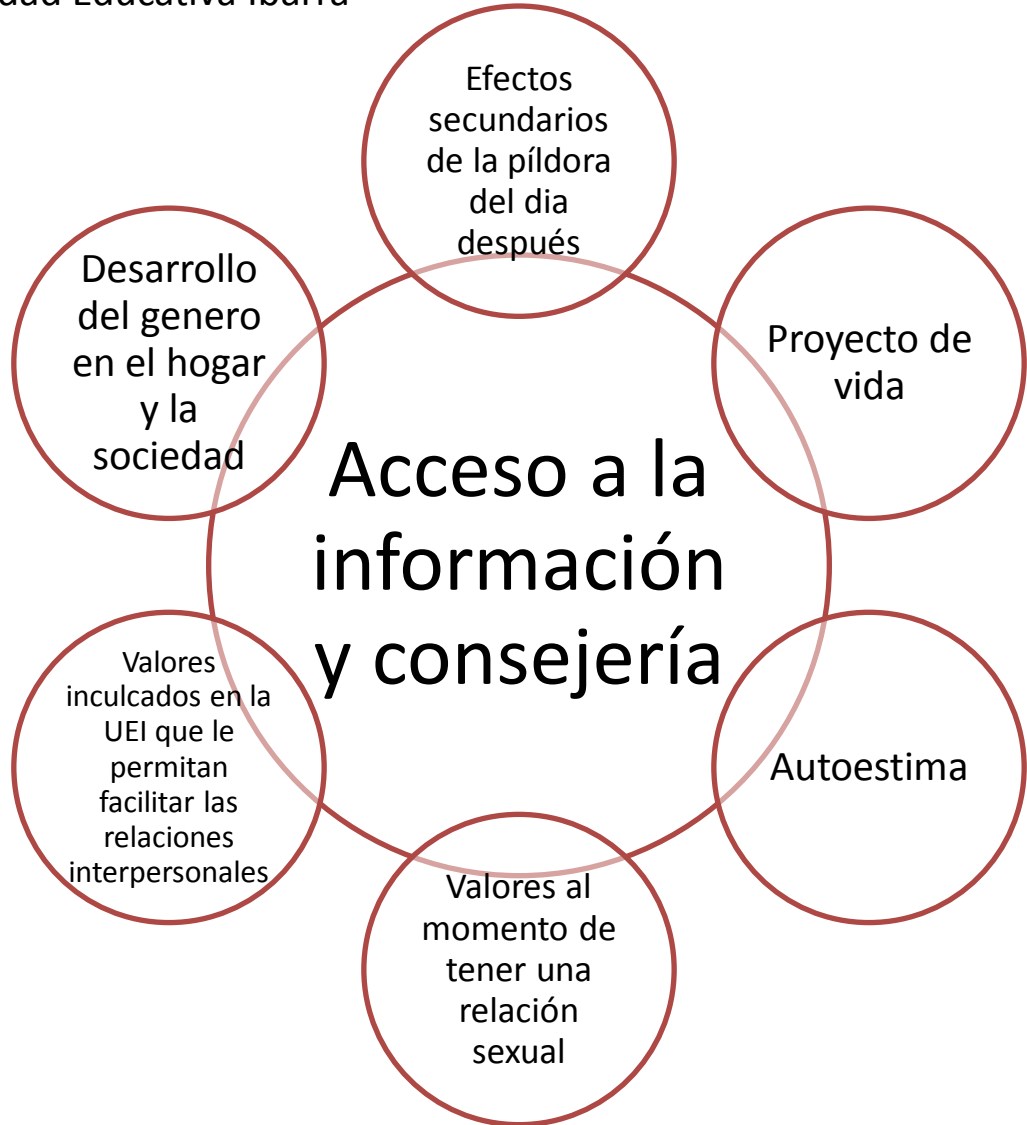 Educativa Ibarra
Efectos
secundarios
de la píldora
del dia
después
Proyecto de
vida
Autoestima
Valores al
momento de
tener una
relación
sexual
Valores
inculcados en la
UEI que le
permitan
facilitar las
relaciones
interpersonales
Desarrollo
del genero
en el hogar
y la
sociedad
Acceso a la
información
y consejería